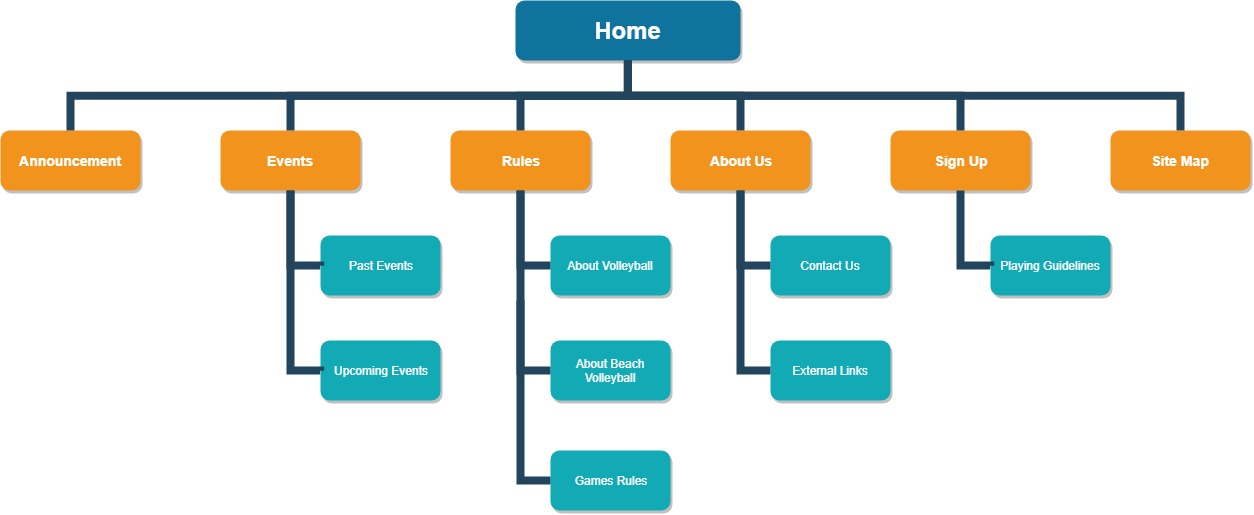 Home
Announcement
Events
Rules
About Us
Sign Up
Site Map
Past Events
About Volleyball
Contact Us
Playing Guidelines
Upcoming Events
About Beach
Volleyball
External Links
Games Rules